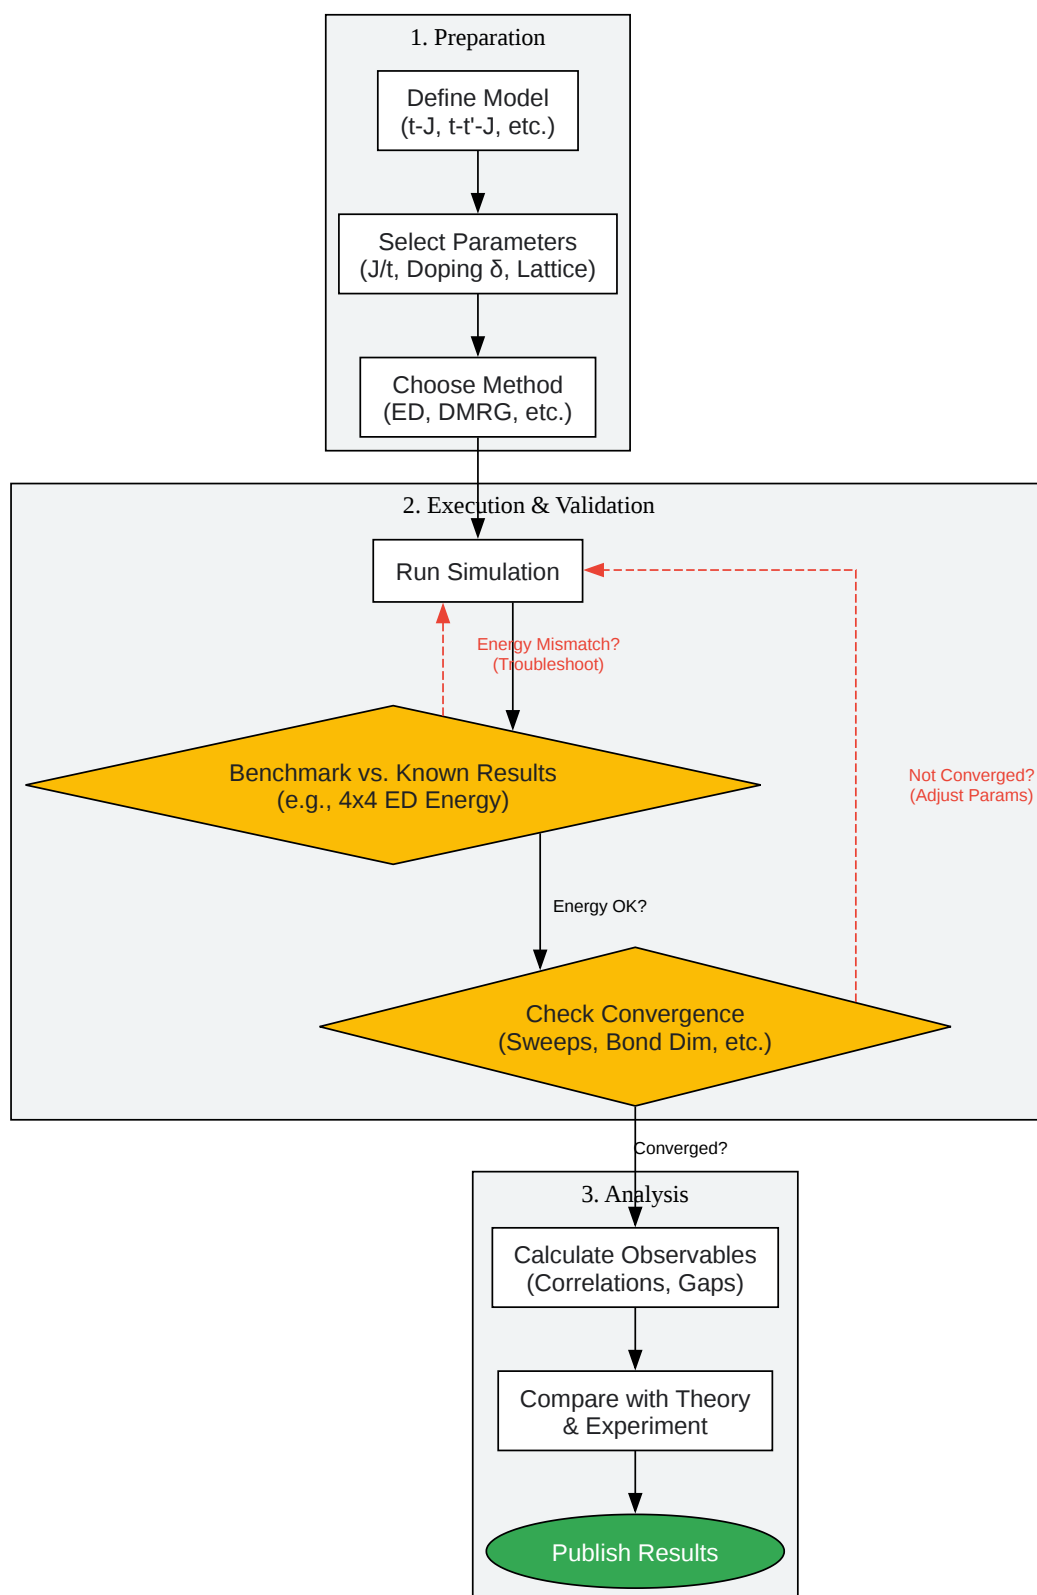 1. Preparation
Define Model
(t-J, t-t'-J, etc.)
Select Parameters
(J/t, Doping δ, Lattice)
Choose Method
(ED, DMRG, etc.)
2. Execution & Validation
Run Simulation
Energy Mismatch?
(Troubleshoot)
Benchmark vs. Known Results
(e.g., 4x4 ED Energy)
Not Converged?
(Adjust Params)
Energy OK?
Check Convergence
(Sweeps, Bond Dim, etc.)
Converged?
3. Analysis
Calculate Observables
(Correlations, Gaps)
Compare with Theory
& Experiment
Publish Results